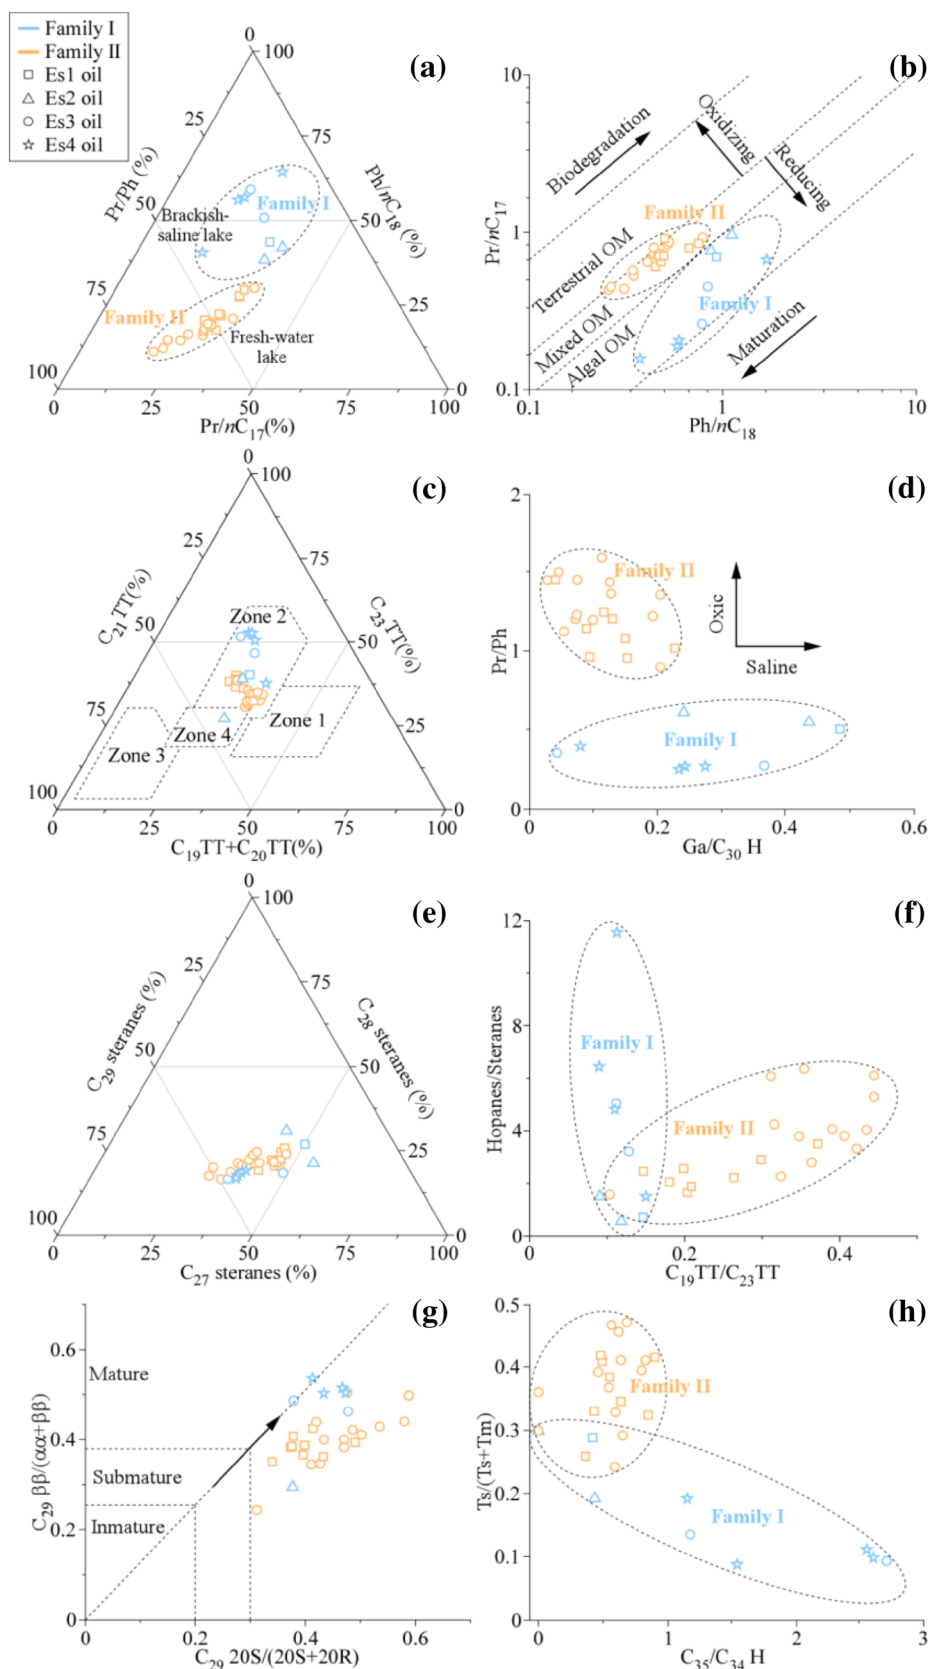 Family I
Family II
Es1 oil
Es2 oil
Es3 oil
Es4 oil
(a)
0
100
25
75
Pr/Ph (%)
Ph/nC18 (%)
50
50
Brackish-
saline lake
Family I
75
25
Family II
Fresh-water
lake
100
0
0
25
50
75
100
Pr/nC17(%)
(b)
10
Biodegradation
Oxidizing
Reducing
Family II
Pr/nC17
1
Terrestrial OM
Mixed OM
Algal OM
Family I
Maturation
0.1
0.1
1
10
Ph/nC18
(c)
0
100
25
75
C21 TT(%)
C23 TT(%)
Zone 2
50
50
75
25
Zone 1
Zone 4
Zone 3
100
0
0
25
50
75
100
C19TT+C20TT(%)
(d)
2
Family II
Oxic
Saline
Pr/Ph
1
Family I
0
0
0.2
0.4
0.6
Ga/C30 H
(e)
0
100
25
75
C29 steranes (%)
C28 steranes (%)
50
50
75
25
100
0
0
25
50
75
100
C27 steranes (%)
(f)
12
8
Family I
Hopanes/Steranes
4
Family II
0
0
0.2
0.4
C19TT/C23TT
(g)
0.6
Mature
C29 ββ/(αα+ββ)
0.4
Submature
Inmature
0.2
0
0
0.2
0.4
0.6
C29 20S/(20S+20R)
(h)
0.5
0.4
Family II
0.3
Ts/(Ts+Tm)
0.2
Family I
0.1
0
0
1
2
3
C35/C34 H